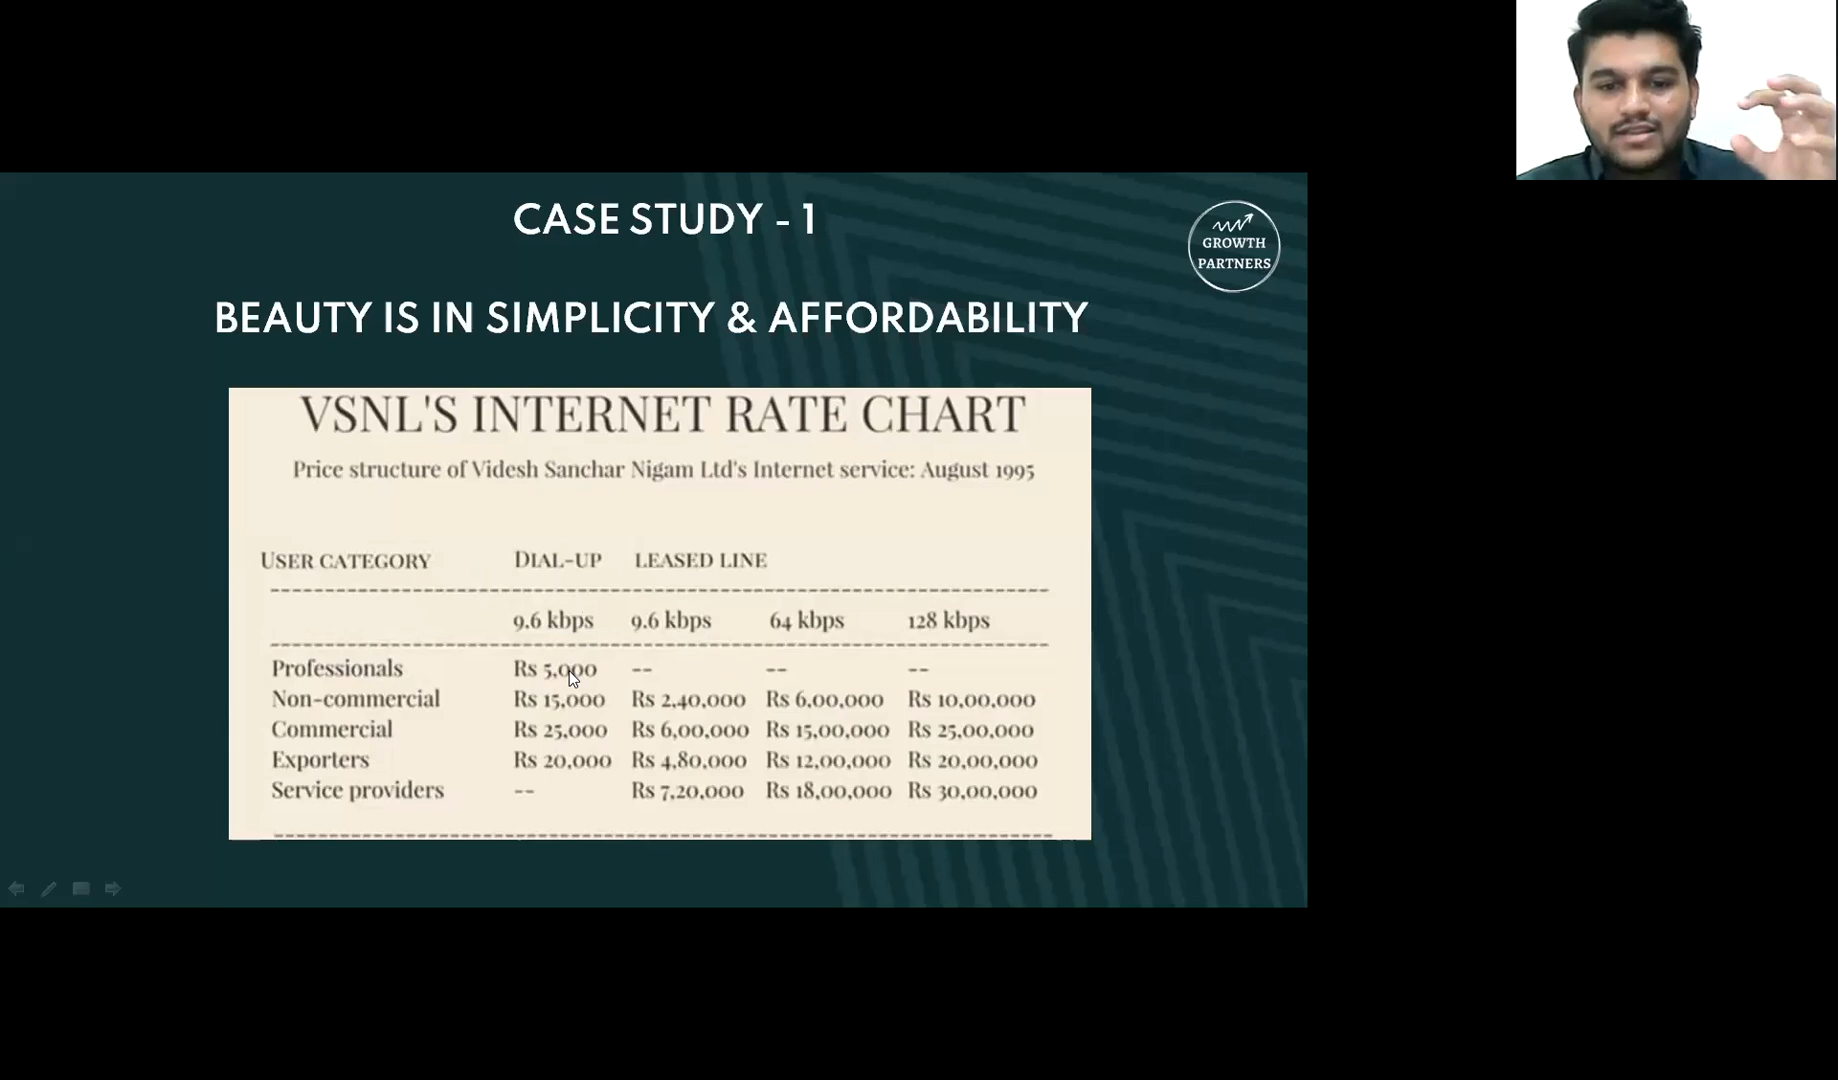 CASE STUDY - 1
GROWTH
PARTNERS
BEAUTY IS IN SIMPLICITY & AFFORDABILITY
VSNL'S INTERNET RATE CHART
Price structure of Videsh Sanchar Nigam Ltd's Internet service: August 1995
USER CATEGORY DIAL-UP LEASED LINE
9.6 kbps 9.6 kbps 64 kbps 128 kbps
Professionals Rs 5,000 -- -- --
Non-commercial Rs 15,000 Rs 2,40,000 Rs 6,00,000 Rs 10,00,000
Commercial Rs 25,000 Rs 6,00,000 Rs 15,00,000 Rs 25,00,000
Exporters Rs 20,000 Rs 4,80,000 Rs 12,00,000 Rs 20,00,000
Service providers -- Rs 7,20,000 Rs 18,00,000 Rs 30,00,000